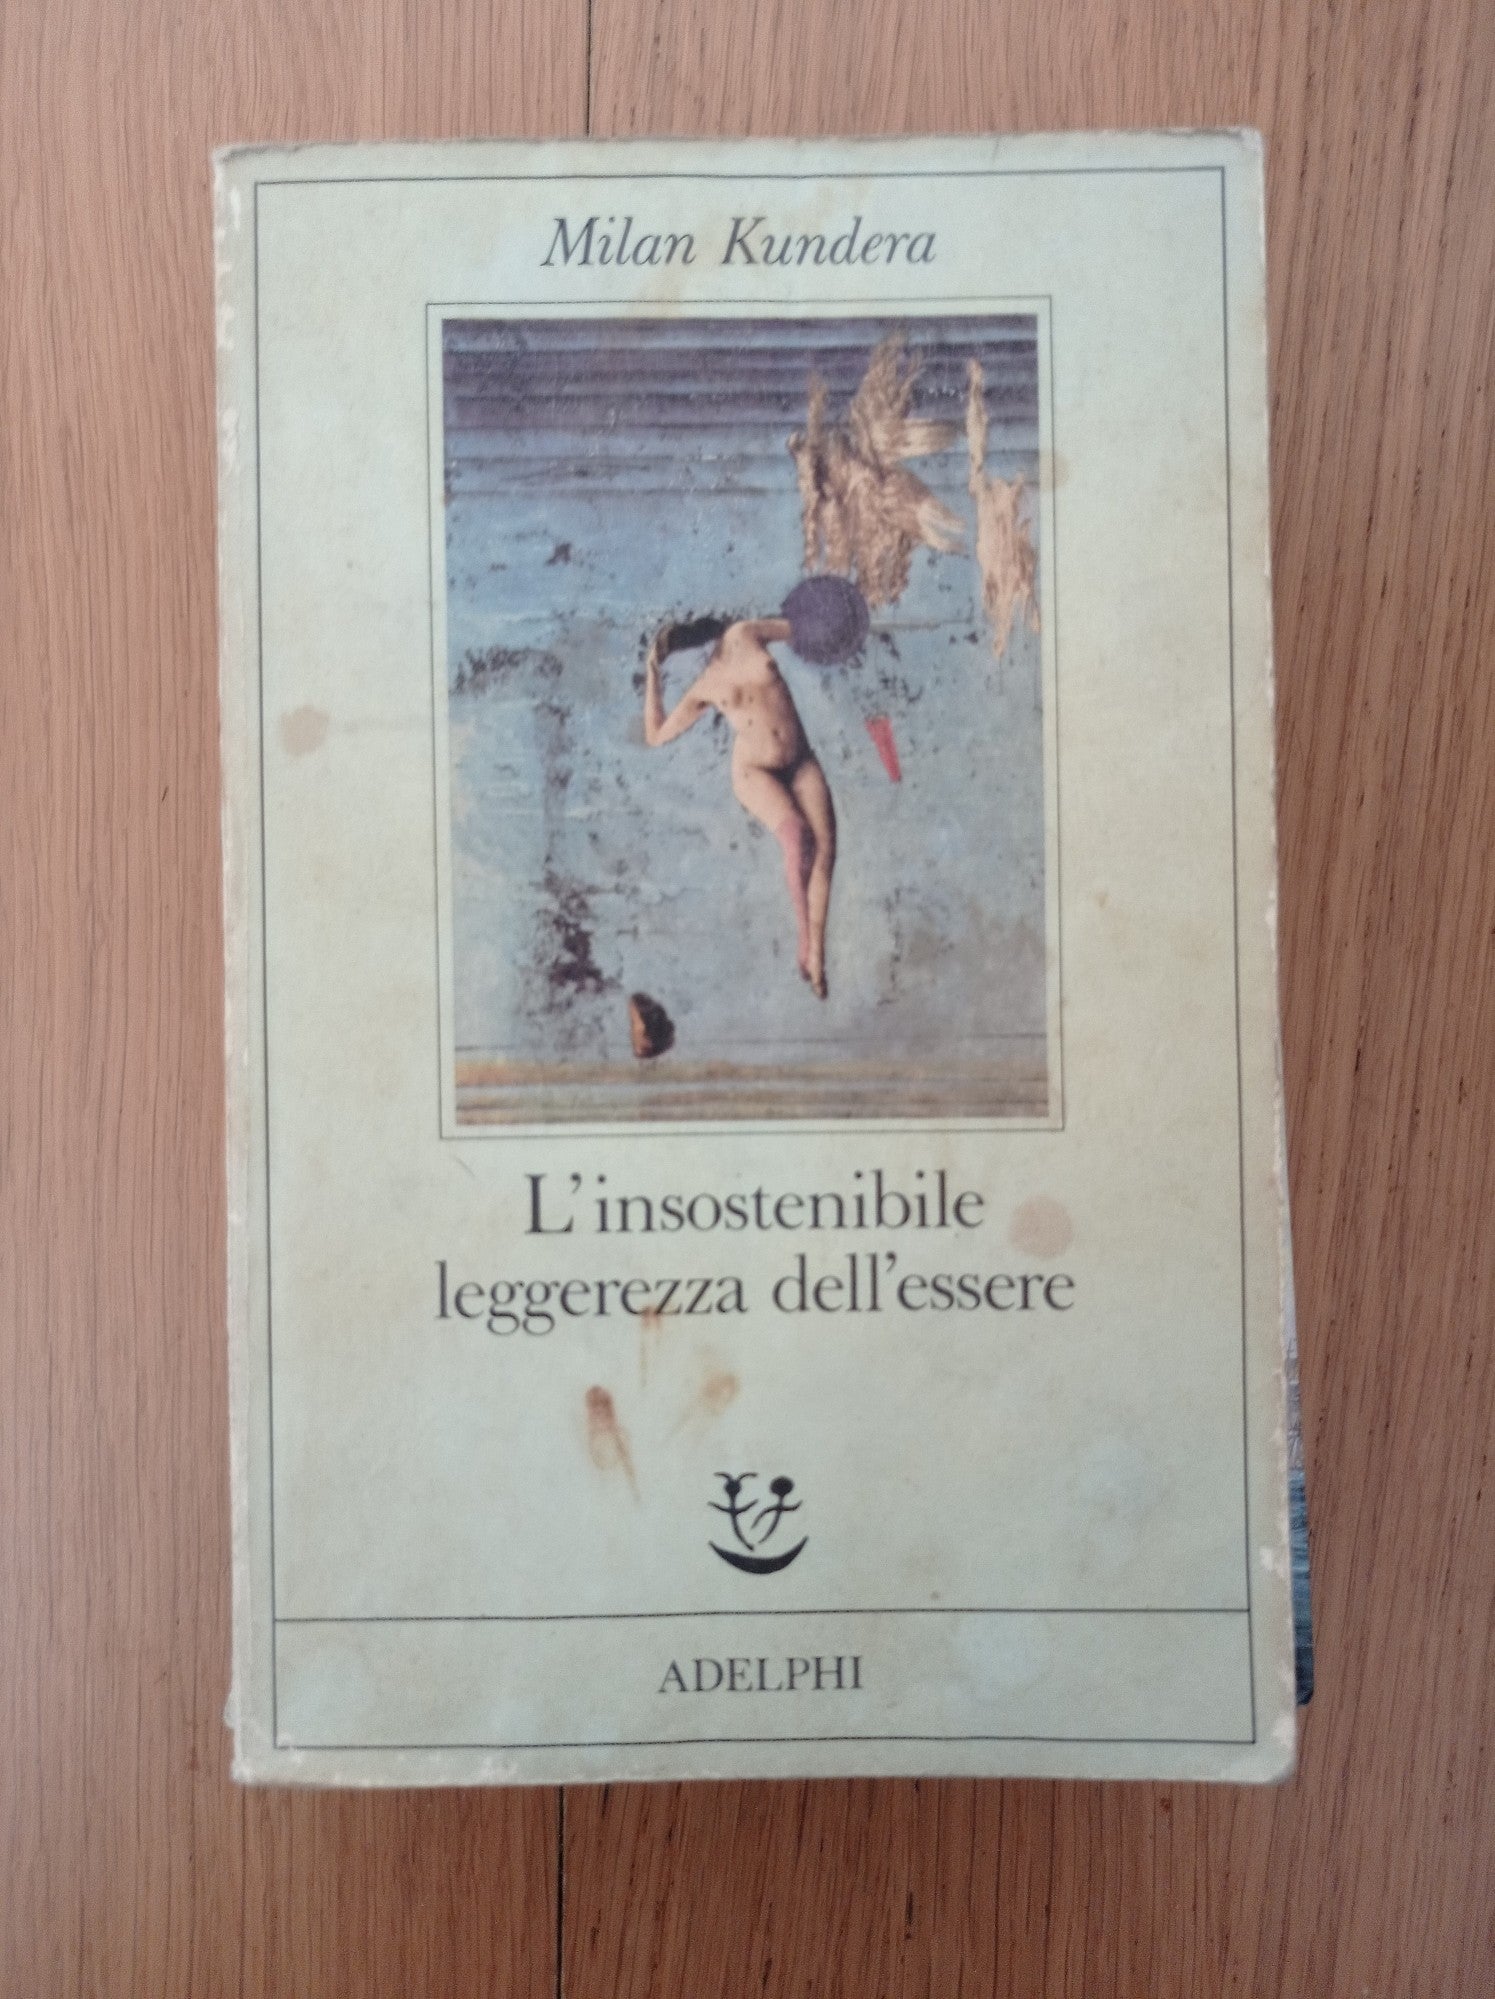 Milan Kundera
L'insostenibile
leggerezza dell'essere
ADELPHI